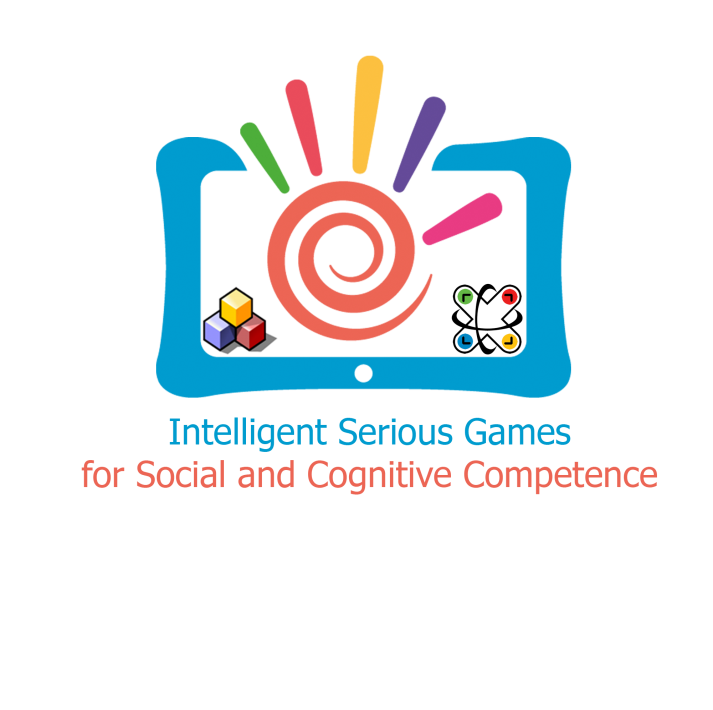 Intelligent Serious Games
for Social and Cognitive Competence